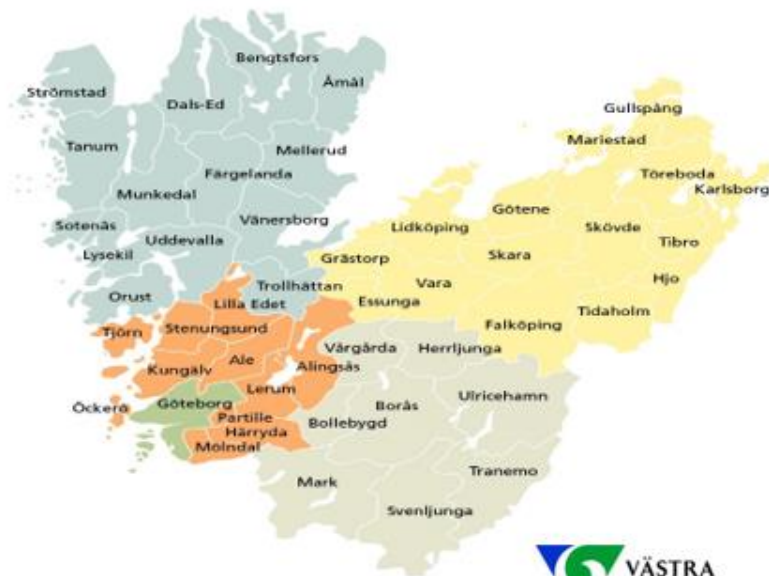 Bengtsfors
Åmål
Strömstad
Dals-Ed
Gullspång
Mariestad
Tanum
Mellerud
Färgelanda
Töreboda
Karlsborg
Munkedal
Götene
Sotenäs
Vänersborg
Lidköping
Skövde
Uddevalla
Tibro
Lysekil
Grästorp
Skara
Hjo
Trollhättan
Vara
Orust
Lilla Edet
Essunga
Tidaholm
Tjörn
Stenungsund
Falköping
Vårgårda
Herrljunga
Kungälv
Ale
Alingsås
Lerum
Ulricehamn
Öckerö
Göteborg
Borås
Partille
Bollebygd
Härryda
Mölndal
Tranemo
Mark
Svenljunga
VÄSTRA